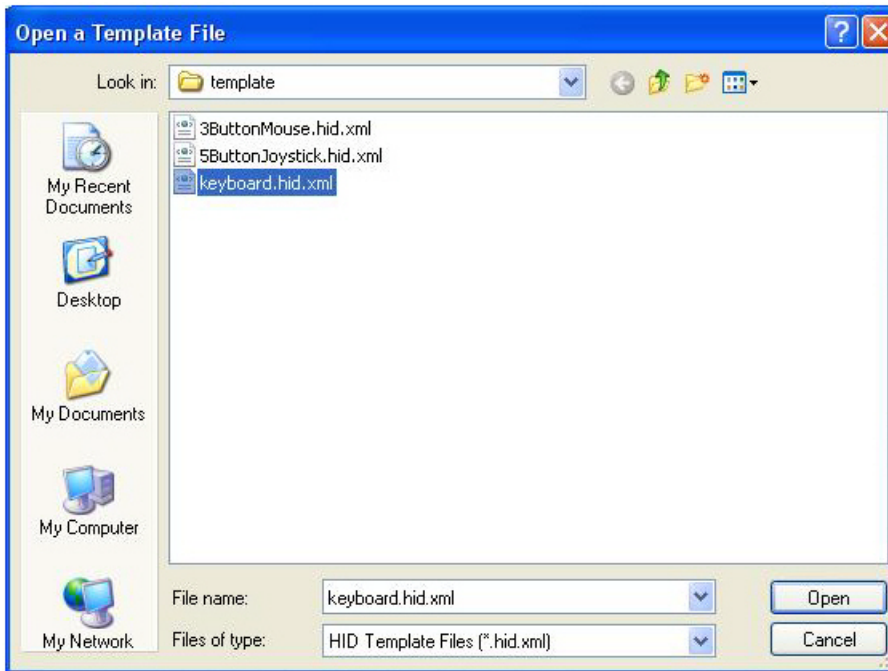 Open a Template File
Look in:
template
3ButtonMouse.hid.xml
5ButtonJoystick.hid.xml
keyboard.hid.xml
My Recent
Documents
Desktop
My Documents
My Computer
My Network
File name:
keyboard.hid.xml
Open
Files of type:
HID Template Files (*.hid.xml)
Cancel